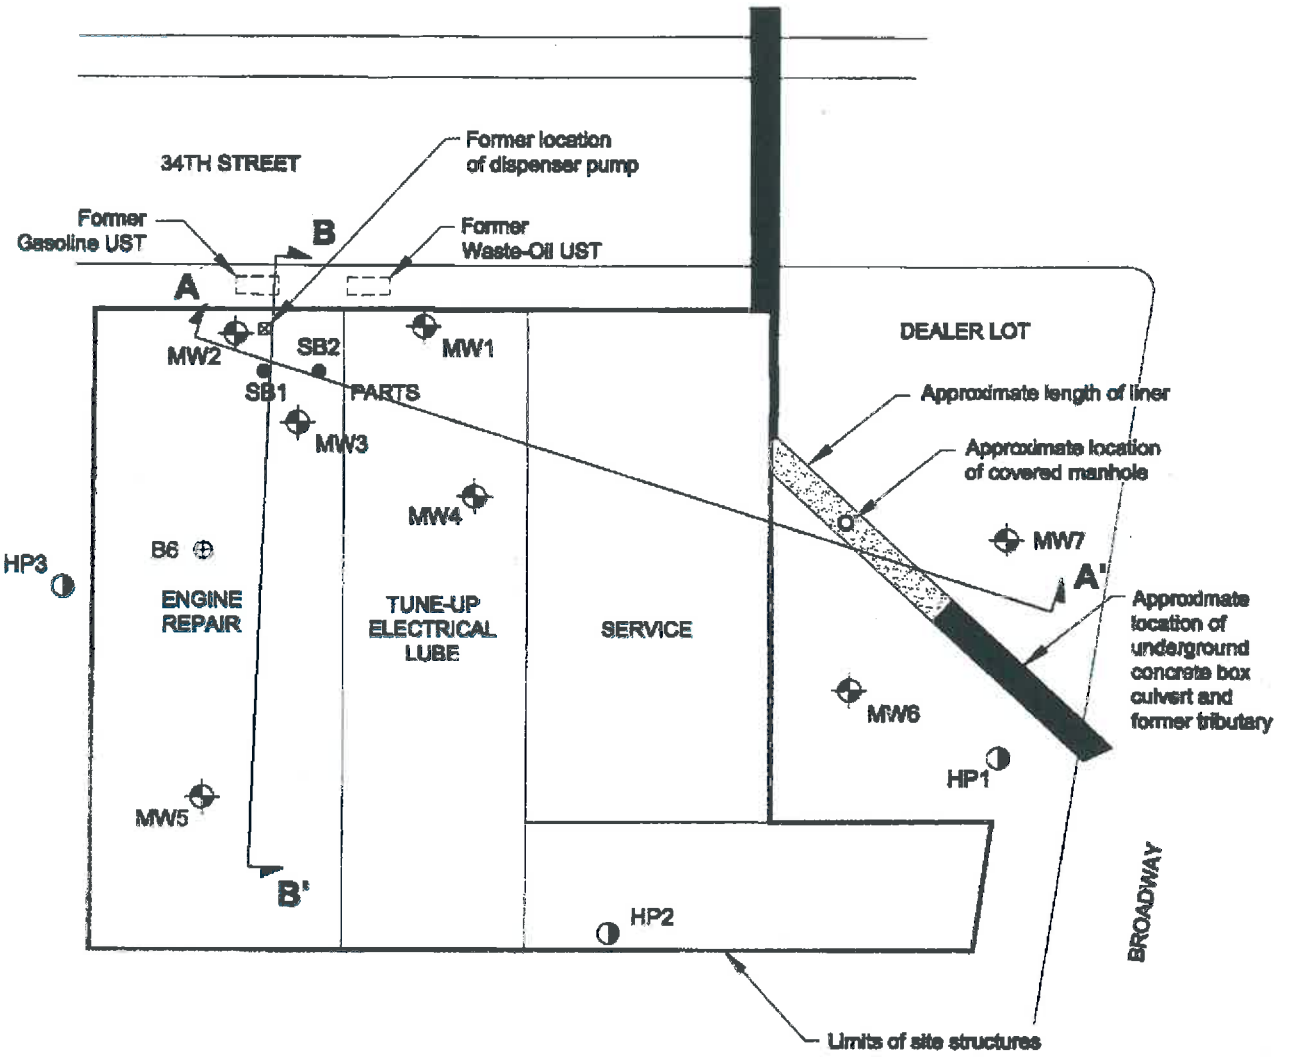 34TH STREET
Former location
of dispenser pump
Former
Gasoline UST
B
Former
Waste-Oil UST
A
DEALER LOT
MW2
SB2
MW1
SB1
PARTS
Approximate length of liner
MW3
Approximate location
of covered manhole
MW4
MW7
B6
HP3
A'
ENGINE
REPAIR
TUNE-UP
ELECTRICAL
LUBE
SERVICE
Approximate
location of
underground
concrete box
culvert and
former tributary
MW6
HP1
MW5
B'
HP2
BROADWAY
Limits of site structures